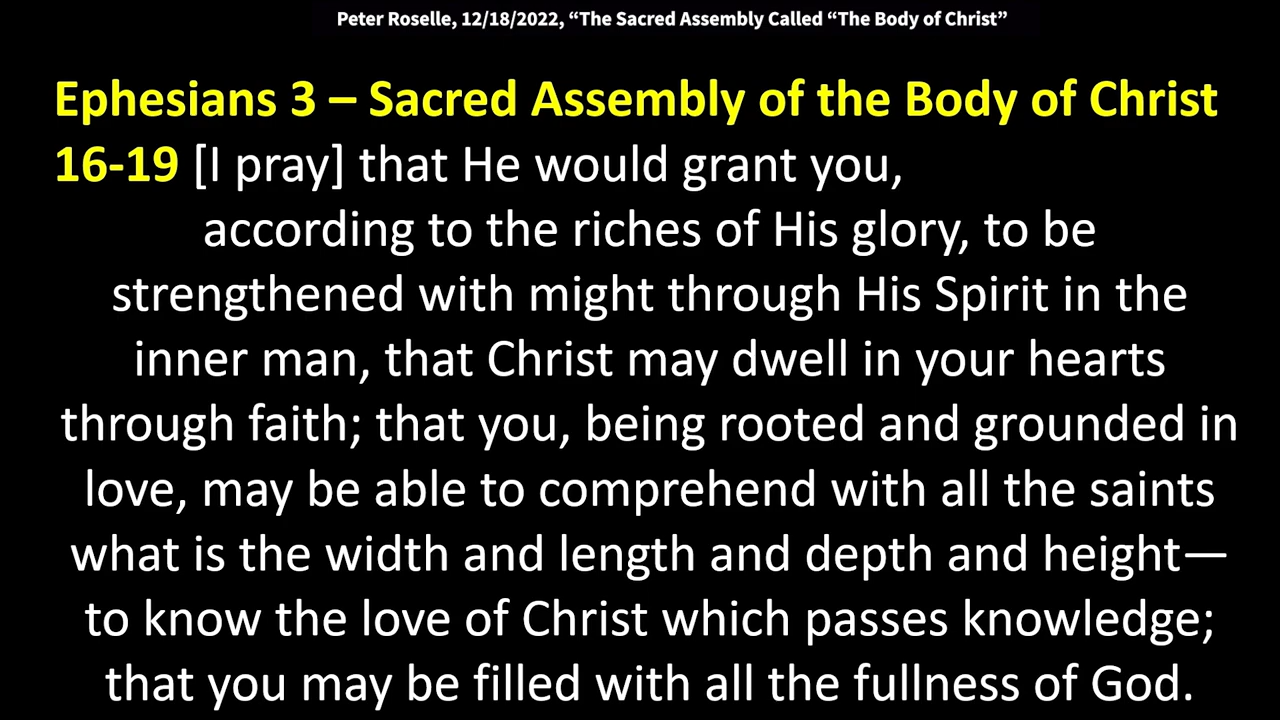 Peter Roselle, 12/18/2022, “The Sacred Assembly Called “The Body of Christ”
Ephesians 3 – Sacred Assembly of the Body of Christ
16-19 [I pray] that He would grant you,
according to the riches of His glory, to be
strengthened with might through His Spirit in the
inner man, that Christ may dwell in your hearts
through faith; that you, being rooted and grounded in
love, may be able to comprehend with all the saints
what is the width and length and depth and height—
to know the love of Christ which passes knowledge;
that you may be filled with all the fullness of God.